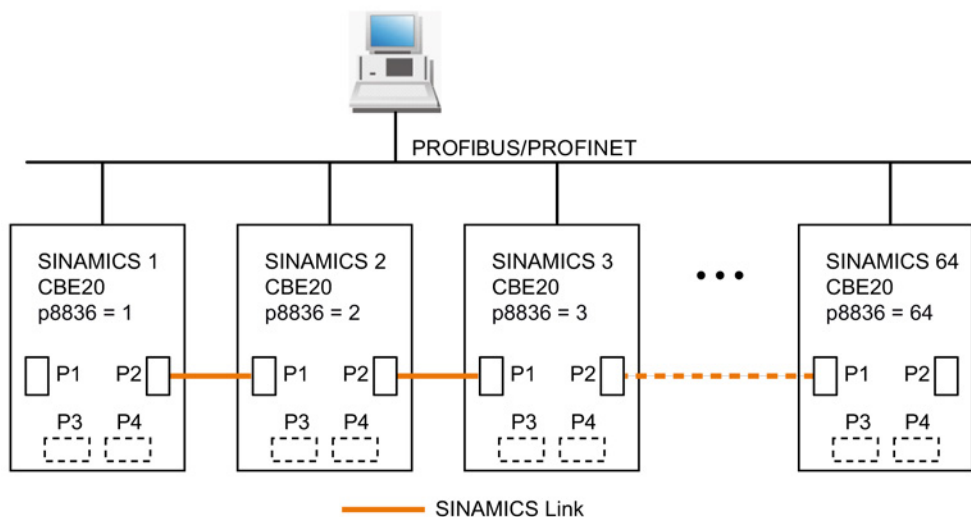 PROFIBUS/PROFINET
SINAMICS 1
CBE20
p8836 = 1
P1 P2
P3 P4
SINAMICS 2
CBE20
p8836 = 2
P1 P2
P3 P4
SINAMICS 3
CBE20
p8836 = 3
P1 P2
P3 P4
SINAMICS 64
CBE20
p8836 = 64
P1 P2
P3 P4
SINAMICS Link